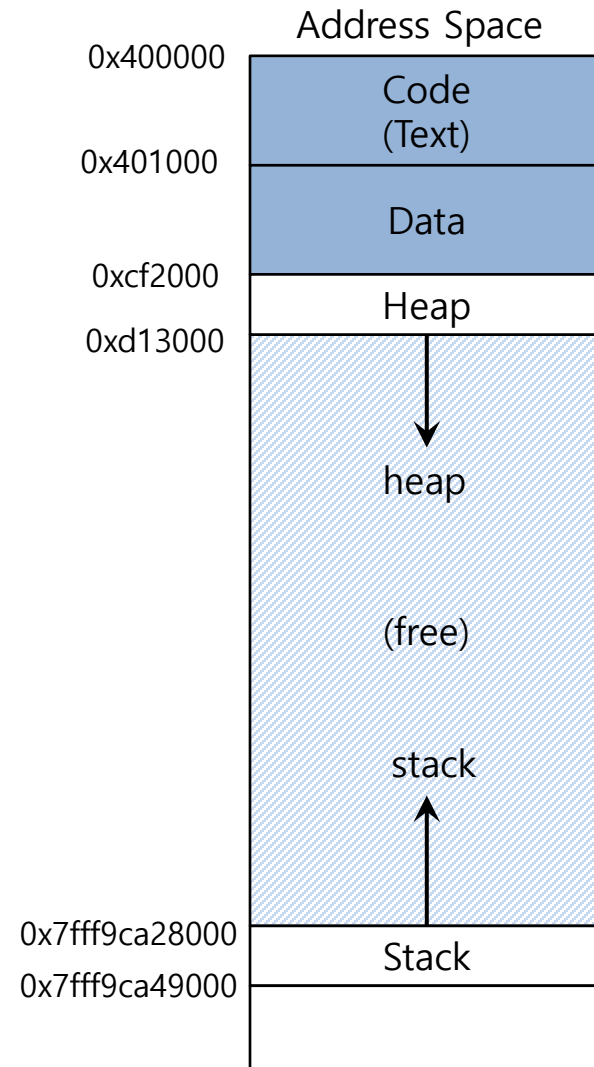 Address Space
0x400000
Code
(Text)
0x401000
Data
0xcf2000
Heap
0xd13000
heap
(free)
stack
0x7fff9ca28000
Stack
0x7fff9ca49000